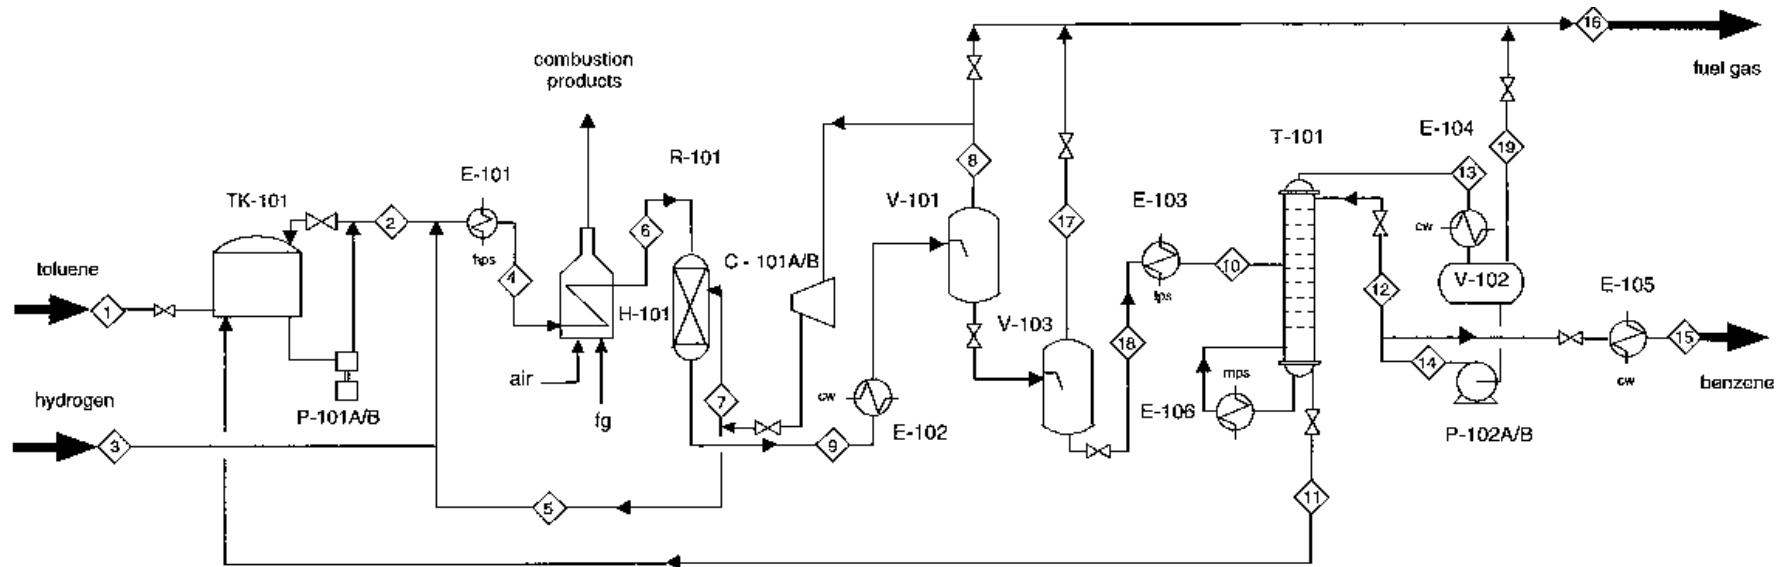 16
fuel gas
combustion
products
E-104
T-101
R-101
8
19
13
E-101
V-101
E-103
TK-101
2
17
6
cw
hps
4
C - 101A/B
10
V-102
toluene
12
E-105
1
H-101
V-103
18
15
14
air
mps
cw
benzene
hydrogen
7
cw
fg
P-101A/B
E-106
E-102
P-102A/B
3
9
11
5